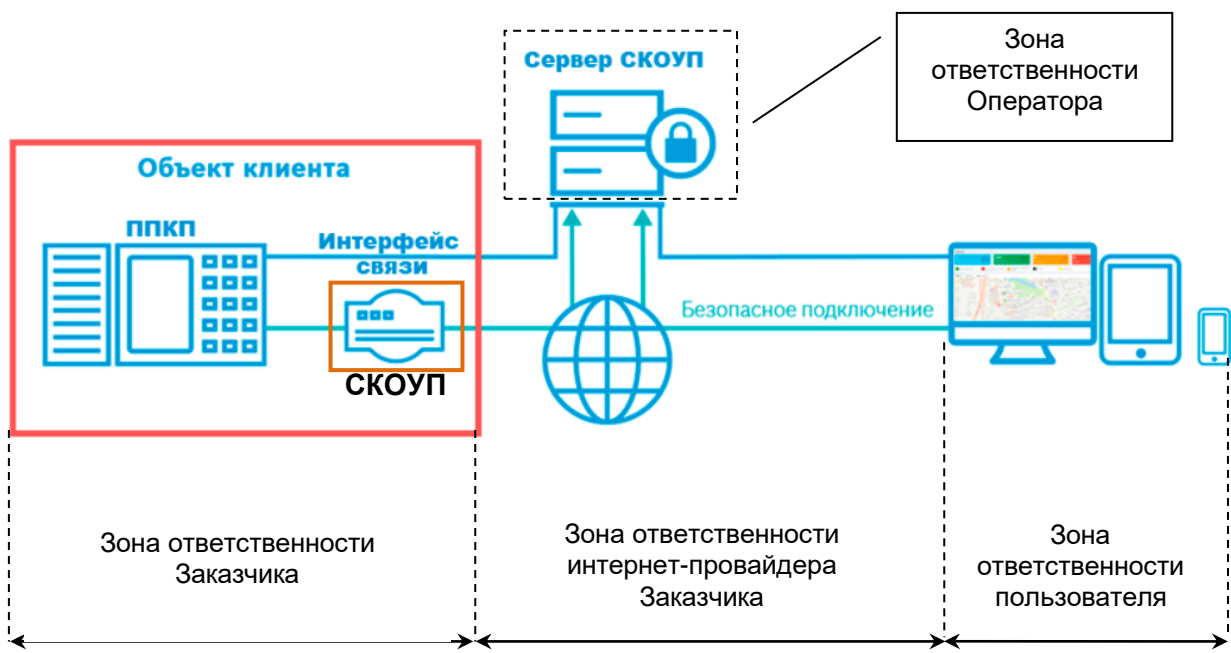 Сервер СКОУП
Зона
ответственности
Оператора
Объект клиента
ППКП
Интерфейс
связи
СКОУП
Безопасное подключение
Зона ответственности
Заказчика
Зона ответственности
интернет-провайдера
Заказчика
Зона
ответственности
пользователя